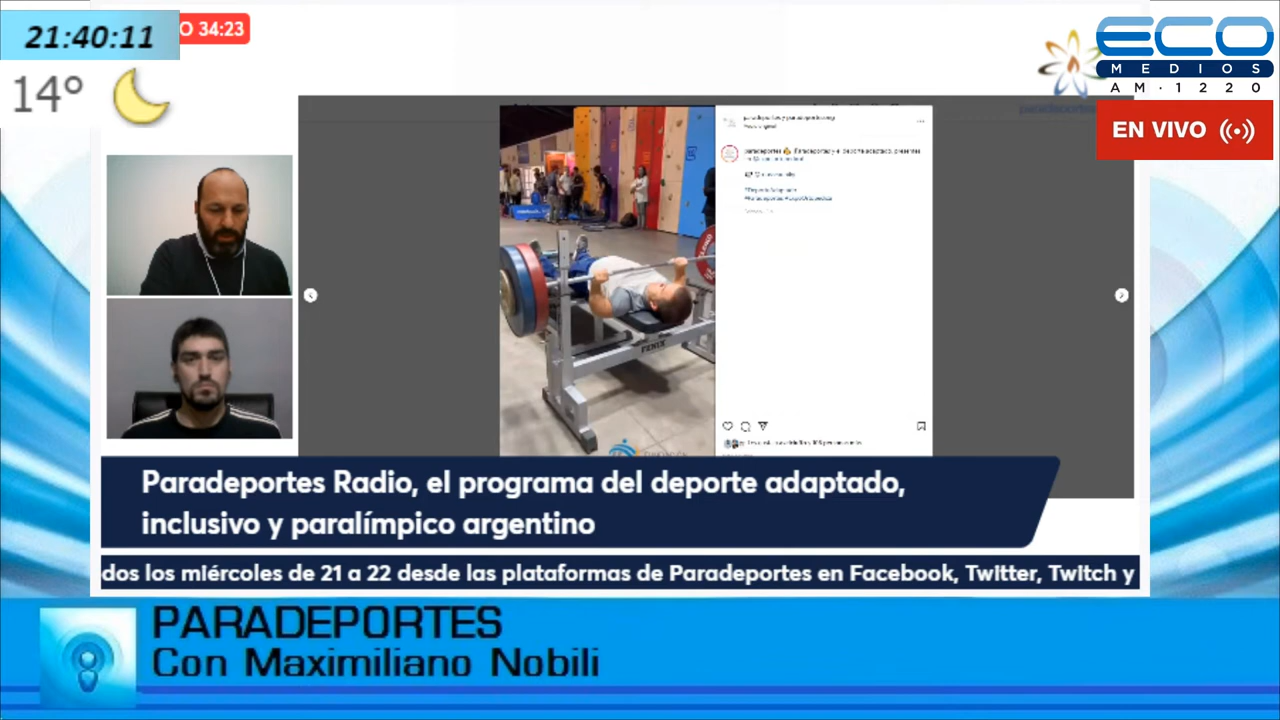 21:40:11
O 34:23
14°
ECO
MEDIOS
AM·1220
EN VIVO
paradeportes
FENIX
Paradeportes Radio, el programa del deporte adaptado,
inclusivo y paralímpico argentino
dos los miércoles de 21 a 22 desde las plataformas de Paradeportes en Facebook, Twitter, Twitch y
PARADEPORTES
Con Maximiliano Nobili